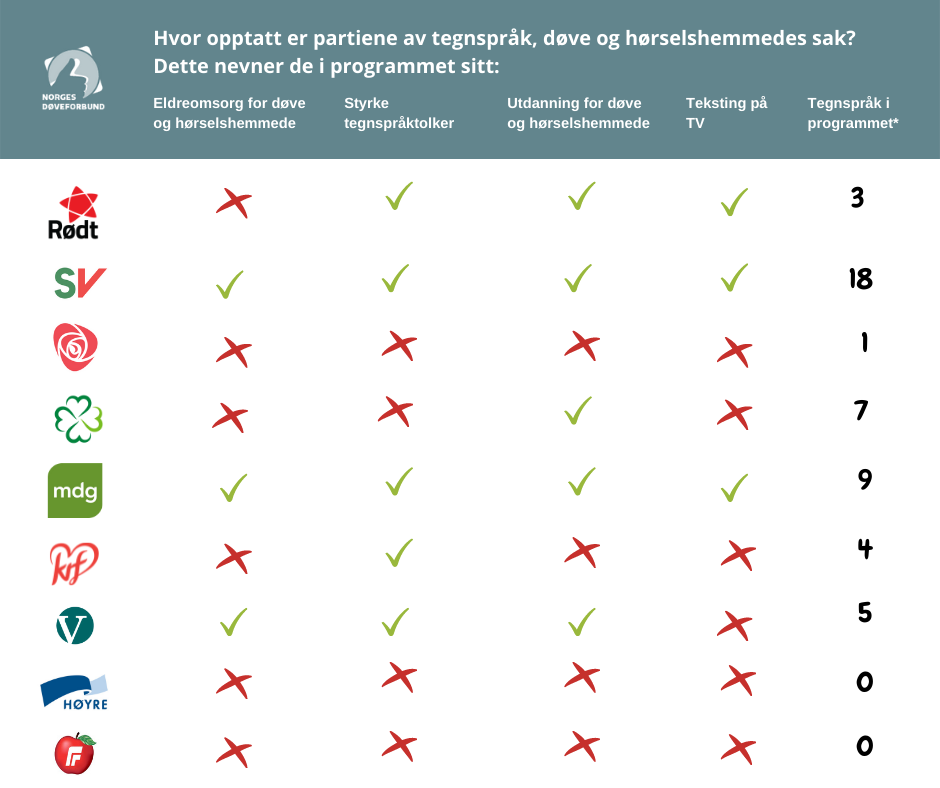 Hvor opptatt er partiene av tegnspråk, døve og hørselshemmedes sak?
Dette nevner de i programmet sitt:
NORGES
DØVEFORBUND
Eldreomsorg for døve
og hørselshemmede
Styrke
tegnspråktolker
Utdanning for døve
og hørselshemmede
Teksting på
TV
Tegnspråk i
programmet*
Rødt
3
SV
18
1
7
mdg
9
krf
4
V
5
HØYRE
0
F
0